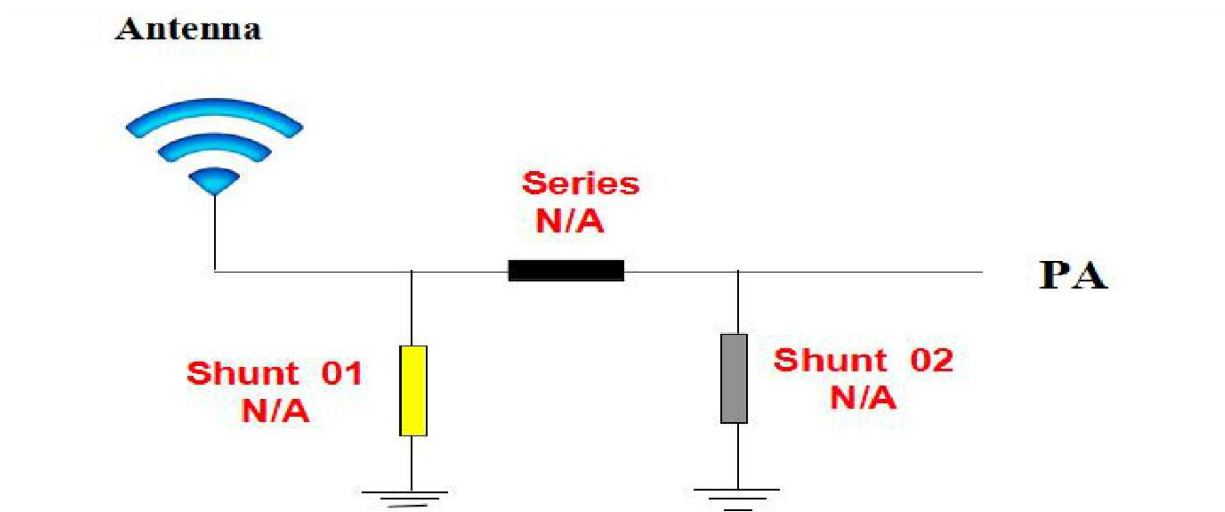 Antenna
Series
N/A
PA
Shunt 01
N/A
Shunt 02
N/A